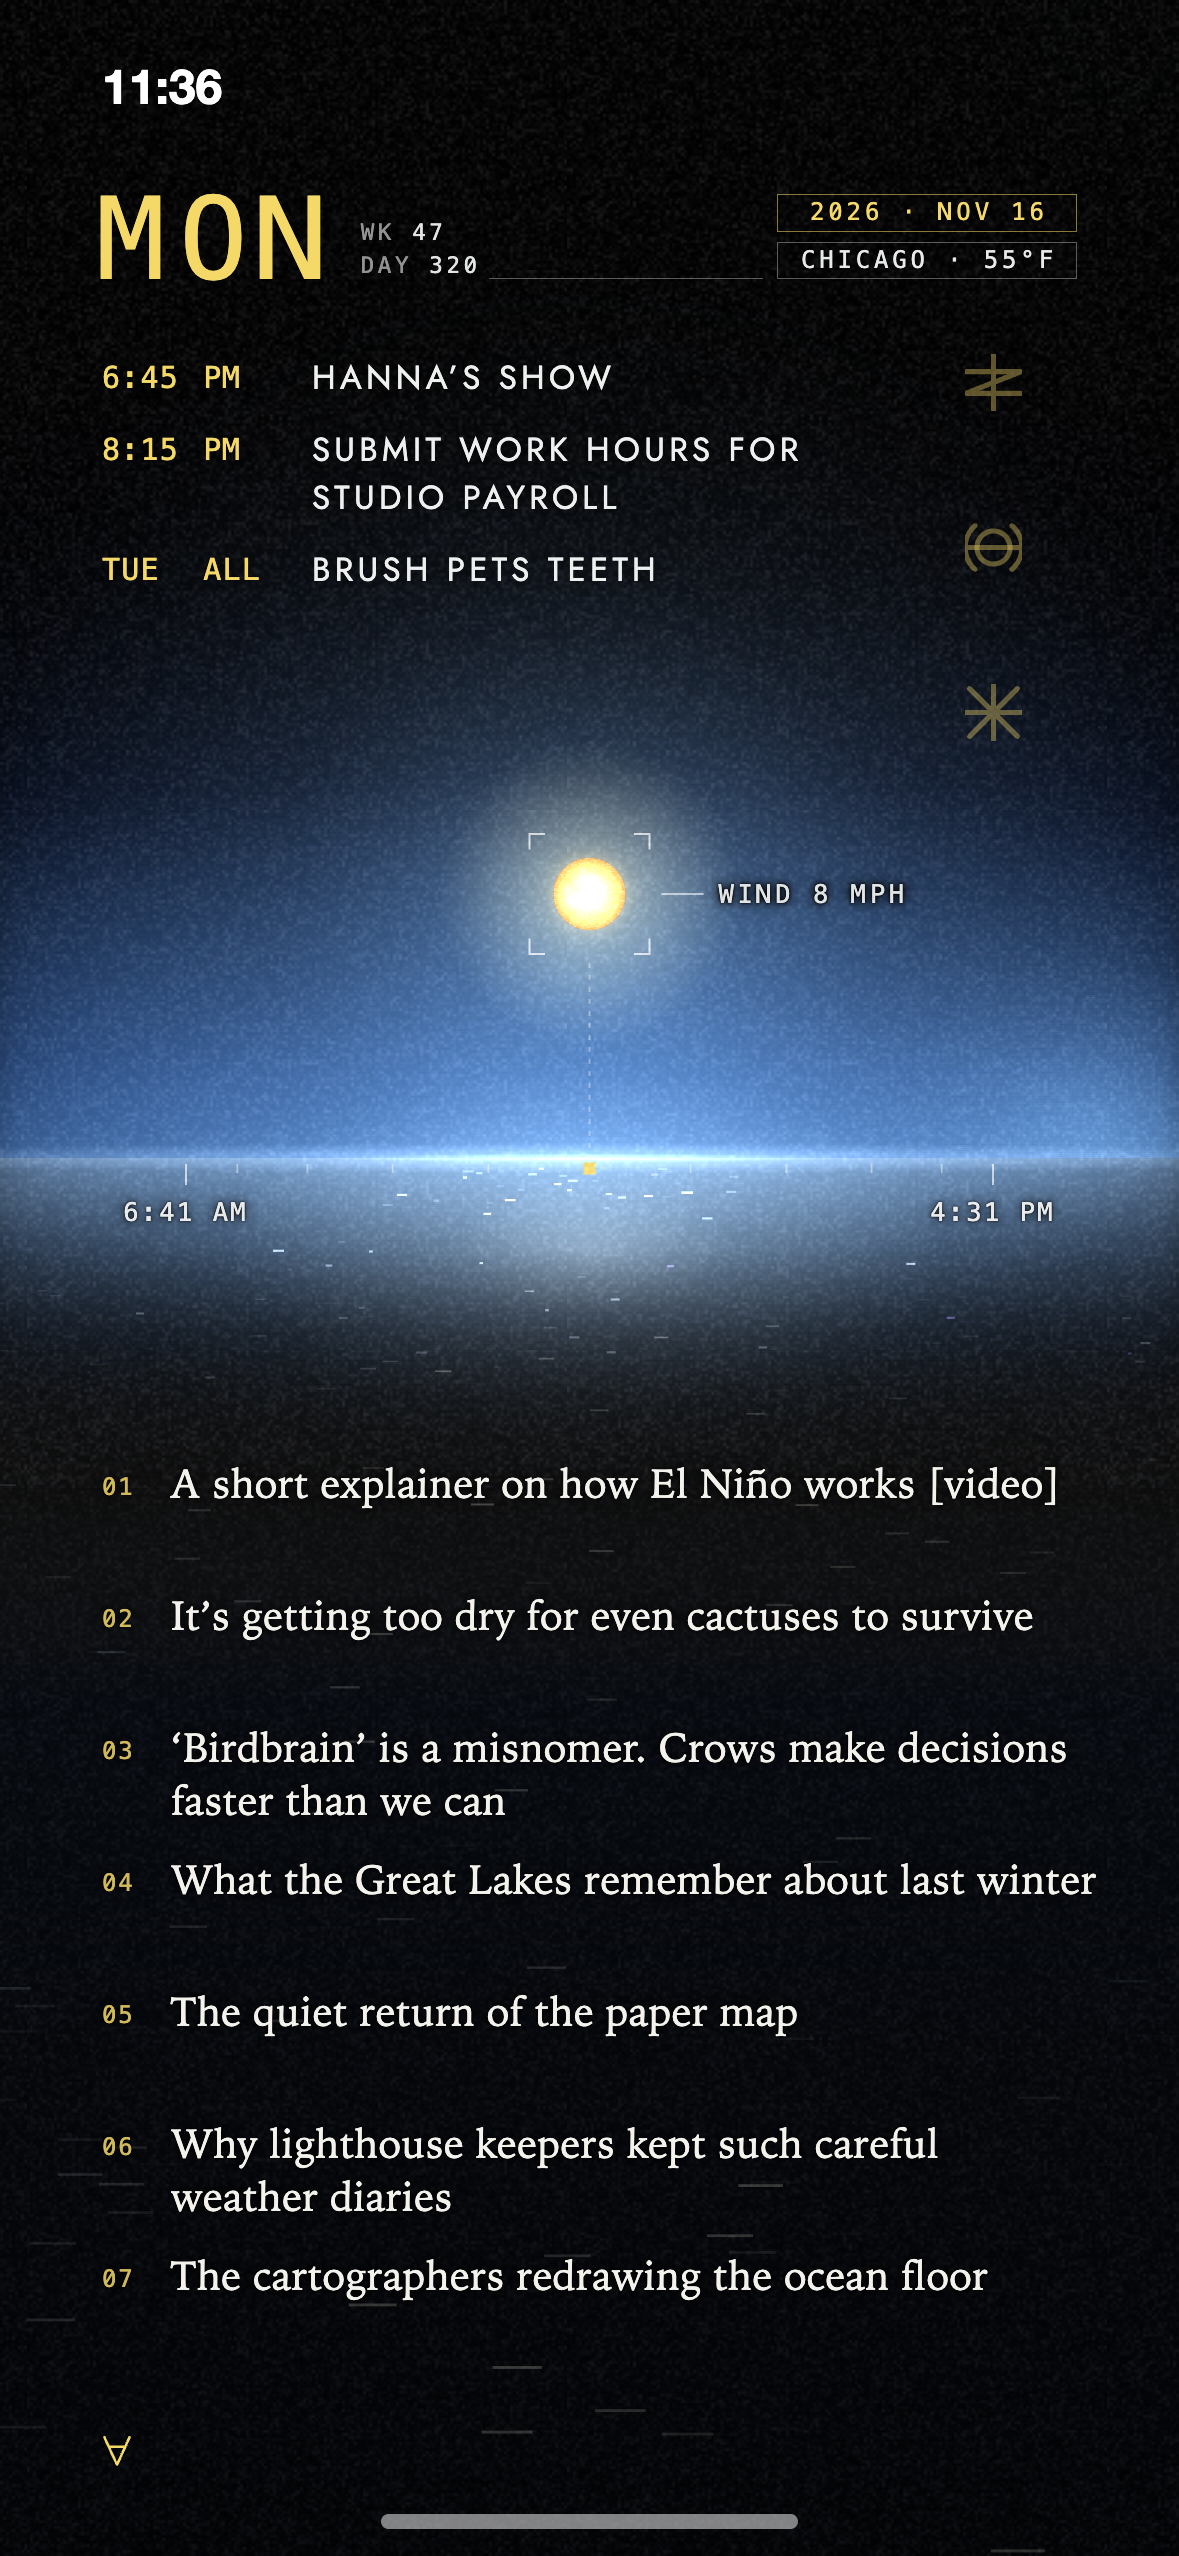 11:36
MON
WK 47
DAY 320
2026 · NOV 16
CHICAGO · 55°F
6:45 PM HANNA’S SHOW
8:15 PM SUBMIT WORK HOURS FOR
STUDIO PAYROLL
TUE ALL BRUSH PETS TEETH
WIND 8 MPH
6:41 AM
4:31 PM
01 A short explainer on how El Niño works [video]
02 It’s getting too dry for even cactuses to survive
03 ‘Birdbrain’ is a misnomer. Crows make decisions
faster than we can
04 What the Great Lakes remember about last winter
05 The quiet return of the paper map
06 Why lighthouse keepers kept such careful
weather diaries
07 The cartographers redrawing the ocean floor